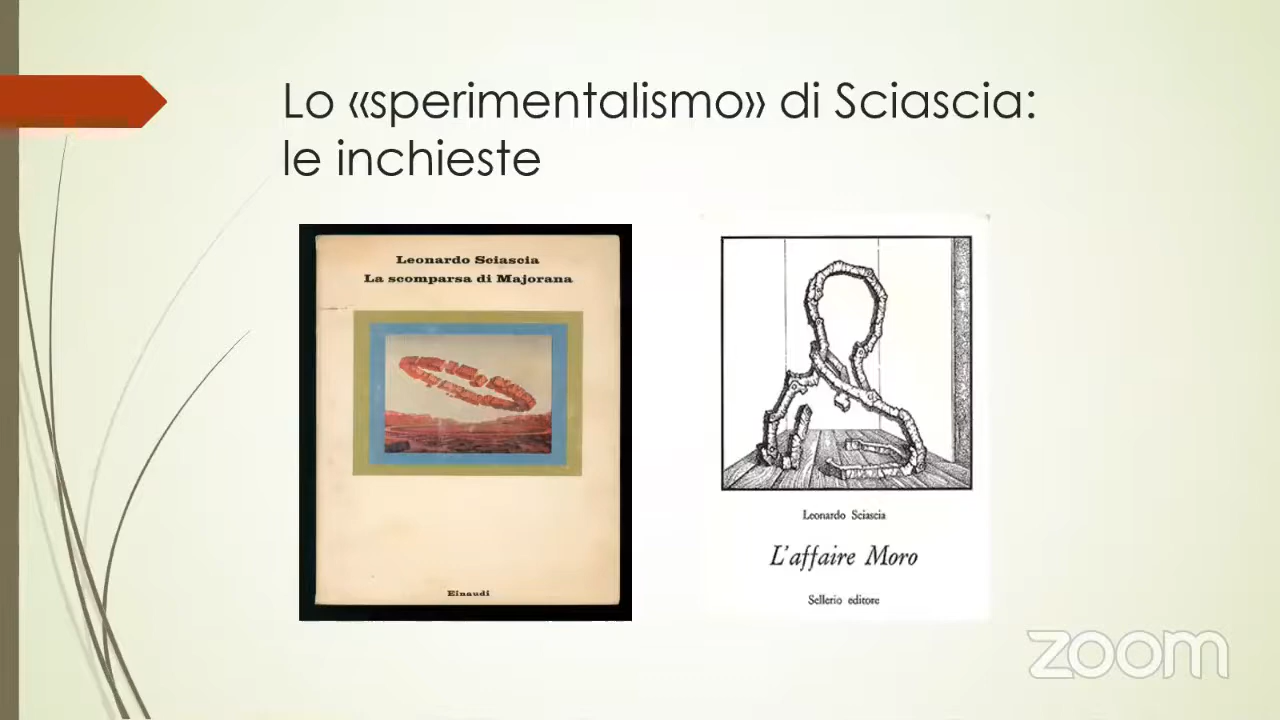 Lo «sperimentalismo» di Sciascia:
le inchieste
Leonardo Sciascia
La scomparsa di Majorana
Einaudi
Leonardo Sciascia
L'affaire Moro
Sellerio editore
zoom